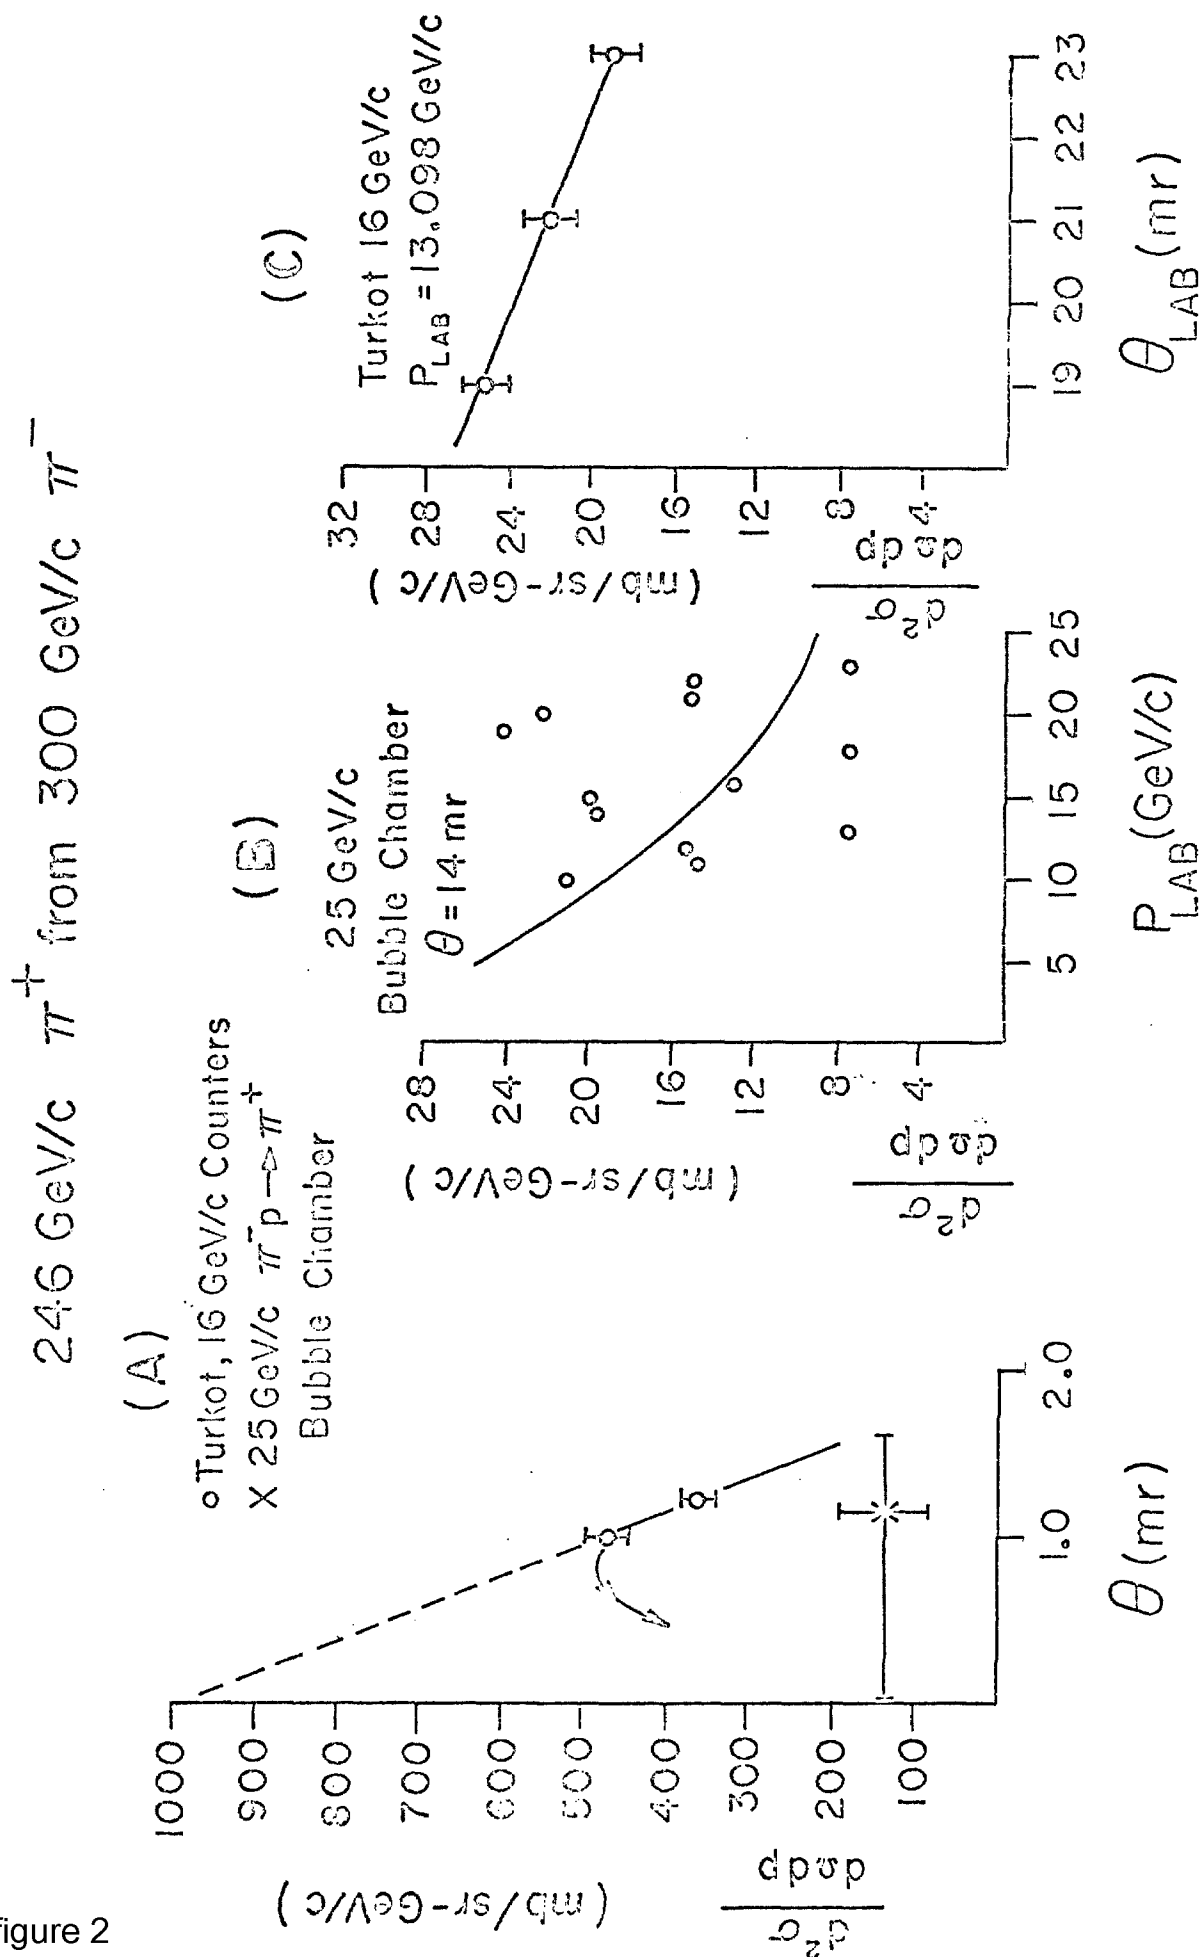 246 GeV/c π⁺ from 300 GeV/c π⁻
(A)
o Turkot, 16 GeV/c Counters
X 25 GeV/c π⁻p→π⁺
Bubble Chamber
1000
900
800
700
600
500
400
300
200
100
(mb/sr-GeV/c)
d²σ
dΩdp
1.0
2.0
θ (mr)
(B)
25 GeV/c
Bubble Chamber
θ = 14 mr
28
24
20
16
12
8
4
(mb/sr-GeV/c)
d²σ
dΩdp
5
10
15
20
25
P_LAB (GeV/c)
(C)
Turkot 16 GeV/c
P_LAB = 13.098 GeV/c
32
28
24
20
16
12
8
4
(mb/sr-GeV/c)
d²σ
dΩdp
19
20
21
22
23
θ_LAB (mr)
figure 2